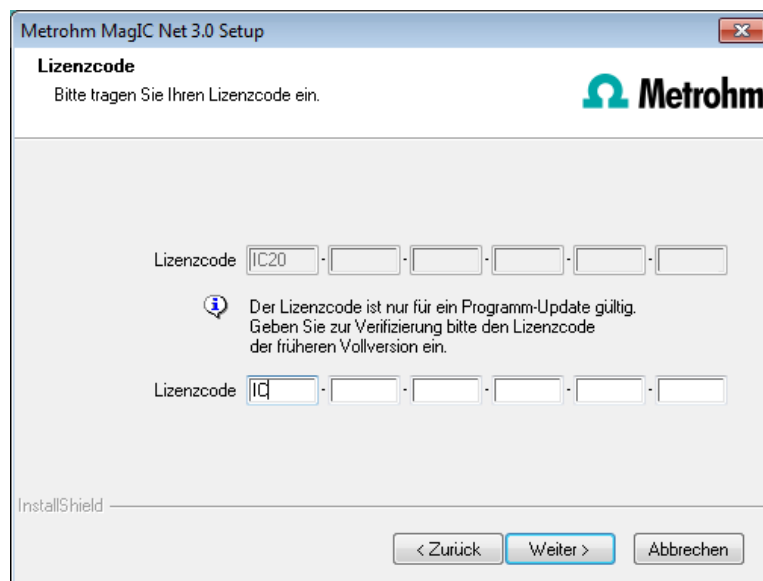 Metrohm MagIC Net 3.0 Setup
Lizenzcode
Bitte tragen Sie Ihren Lizenzcode ein.
Metrohm
Lizenzcode IC20 - - - - -
Der Lizenzcode ist nur für ein Programm-Update gültig.
Geben Sie zur Verifizierung bitte den Lizenzcode
der früheren Vollversion ein.
Lizenzcode IC - - - - -
InstallShield
< Zurück Weiter > Abbrechen